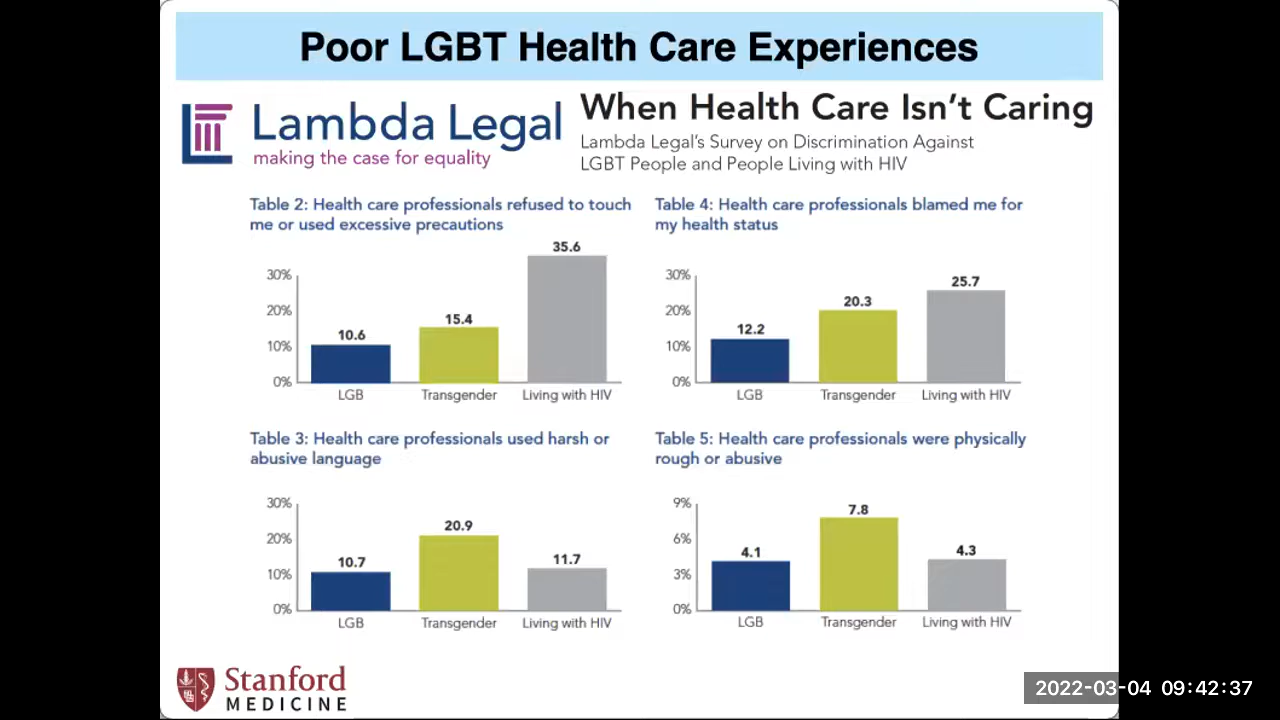 Poor LGBT Health Care Experiences
Lambda Legal
making the case for equality
When Health Care Isn't Caring
Lambda Legal's Survey on Discrimination Against
LGBT People and People Living with HIV
Table 2: Health care professionals refused to touch
me or used excessive precautions
35.6
30%
20%
15.4
10.6
10%
0%
LGB Transgender Living with HIV
Table 4: Health care professionals blamed me for
my health status
30%
25.7
20.3
20%
12.2
10%
0%
LGB Transgender Living with HIV
Table 3: Health care professionals used harsh or
abusive language
30%
20.9
20%
10.7
11.7
10%
0%
LGB Transgender Living with HIV
Table 5: Health care professionals were physically
rough or abusive
9%
7.8
6%
4.1
4.3
3%
0%
LGB Transgender Living with HIV
Stanford
MEDICINE
2022-03-04 09:42:37